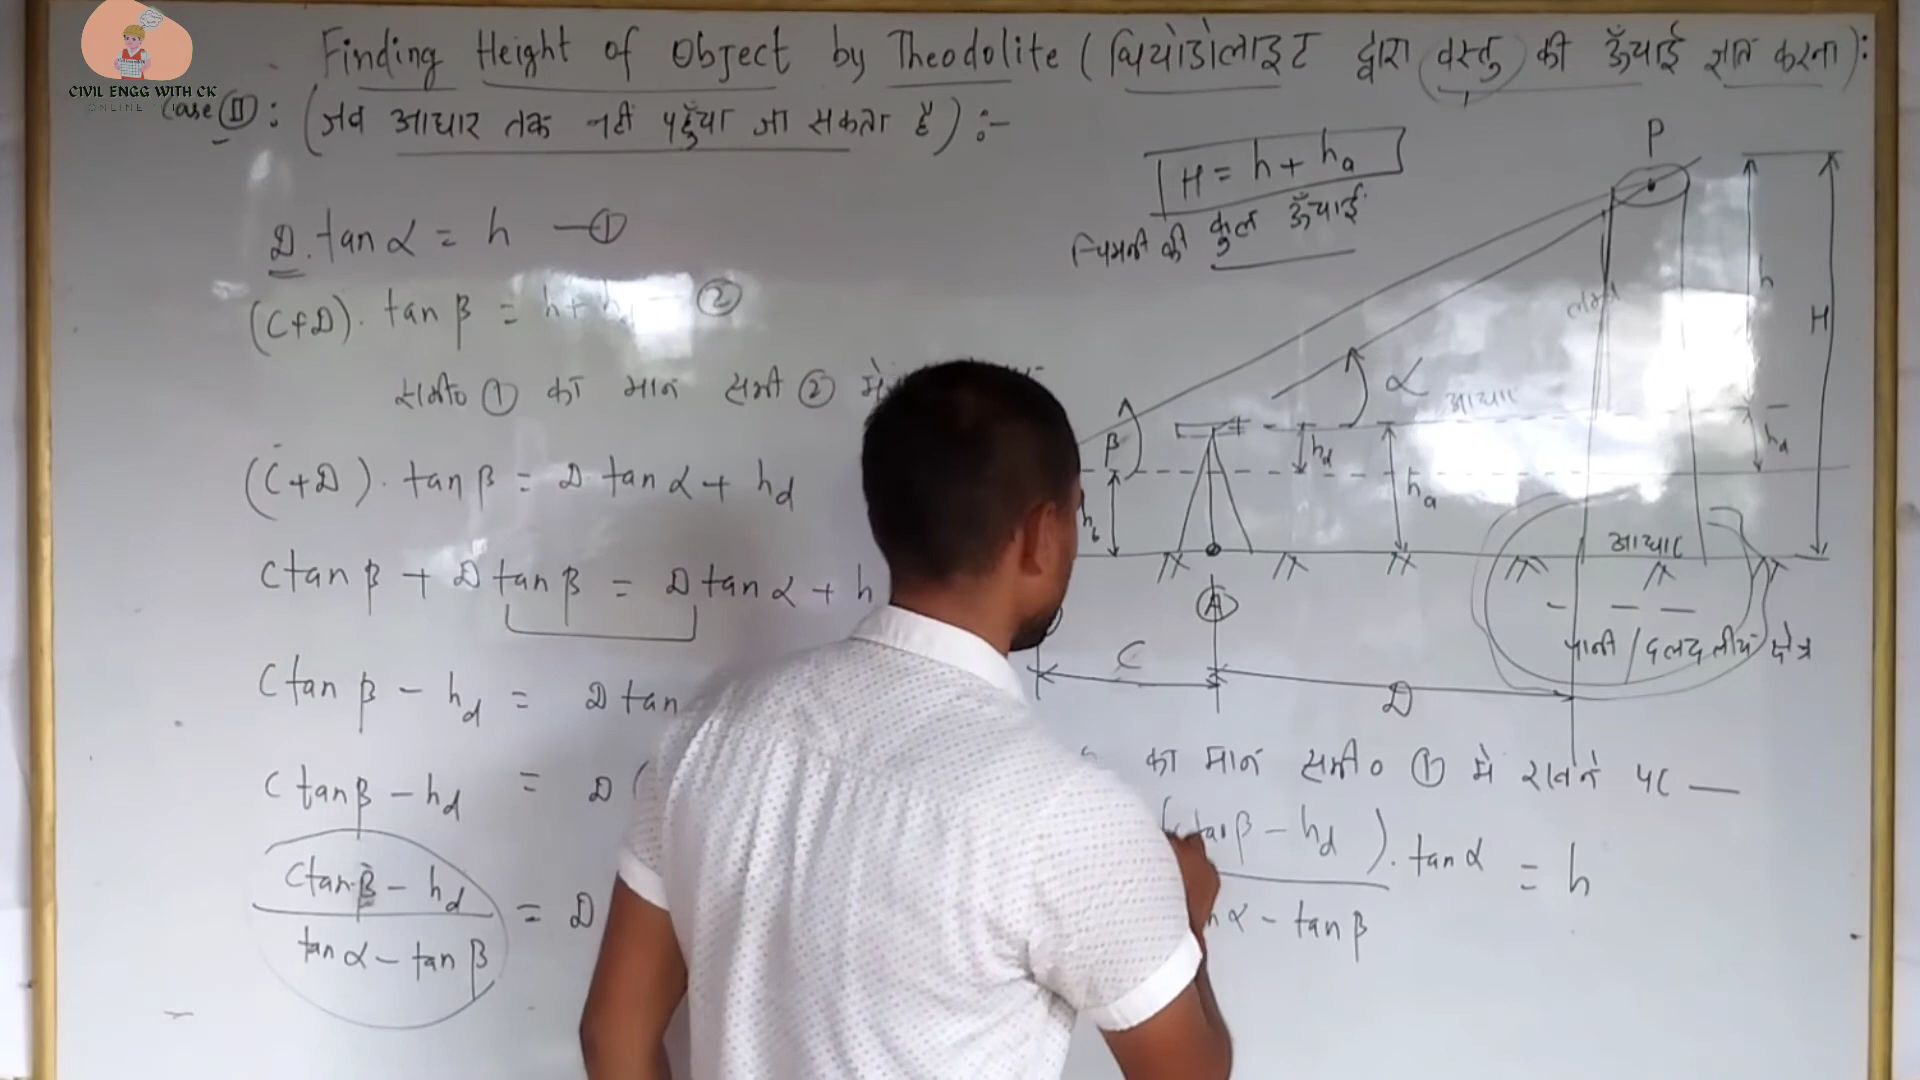 CIVIL ENGG WITH CK
Finding Height of Object by Theodolite (थियोडोलाइट द्वारा वस्तु की ऊँचाई ज्ञात करना):
Case II: (जब आधार तक नहीं पहुँचा जा सकता है) :-
H = h + ha
चिमनी की कुल ऊँचाई
D. tan α = h — ①
(C+D). tan β = h + h — ②
समी० ① का मान समी ② मे
(C+D). tan β = D tan α + hd
C tan β + D tan β = D tan α + h
C tan β - hd = D tan
C tan β - hd = D (
C tan β - hd
tan α - tan β
= D
P
h
H
α
आधार
β
hd
hd
ha
hb
आधार
A
पानी / दलदलीय क्षेत्र
C
D
का मान समी० ① मे रखने पर —
tan β - hd ). tan α = h
α - tan β